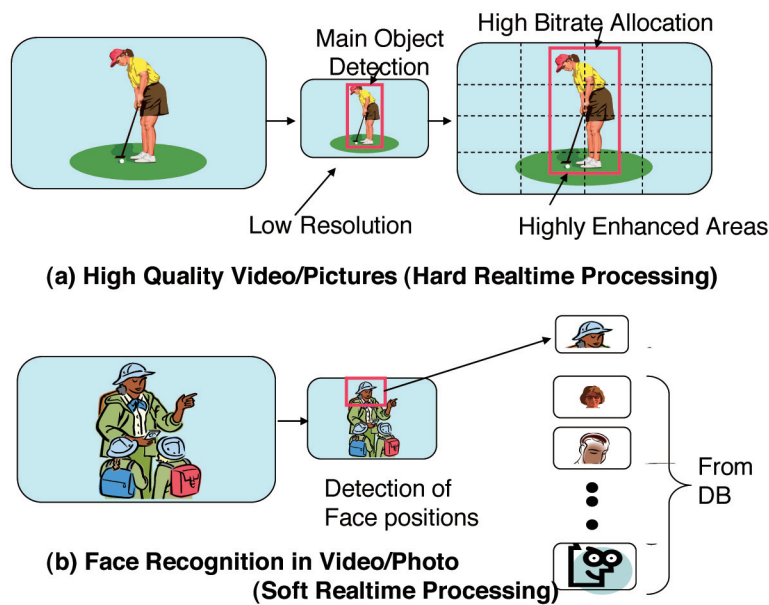 Main Object
Detection
High Bitrate Allocation
Low Resolution
Highly Enhanced Areas
(a) High Quality Video/Pictures (Hard Realtime Processing)
Detection of
Face positions
From
DB
(b) Face Recognition in Video/Photo
(Soft Realtime Processing)